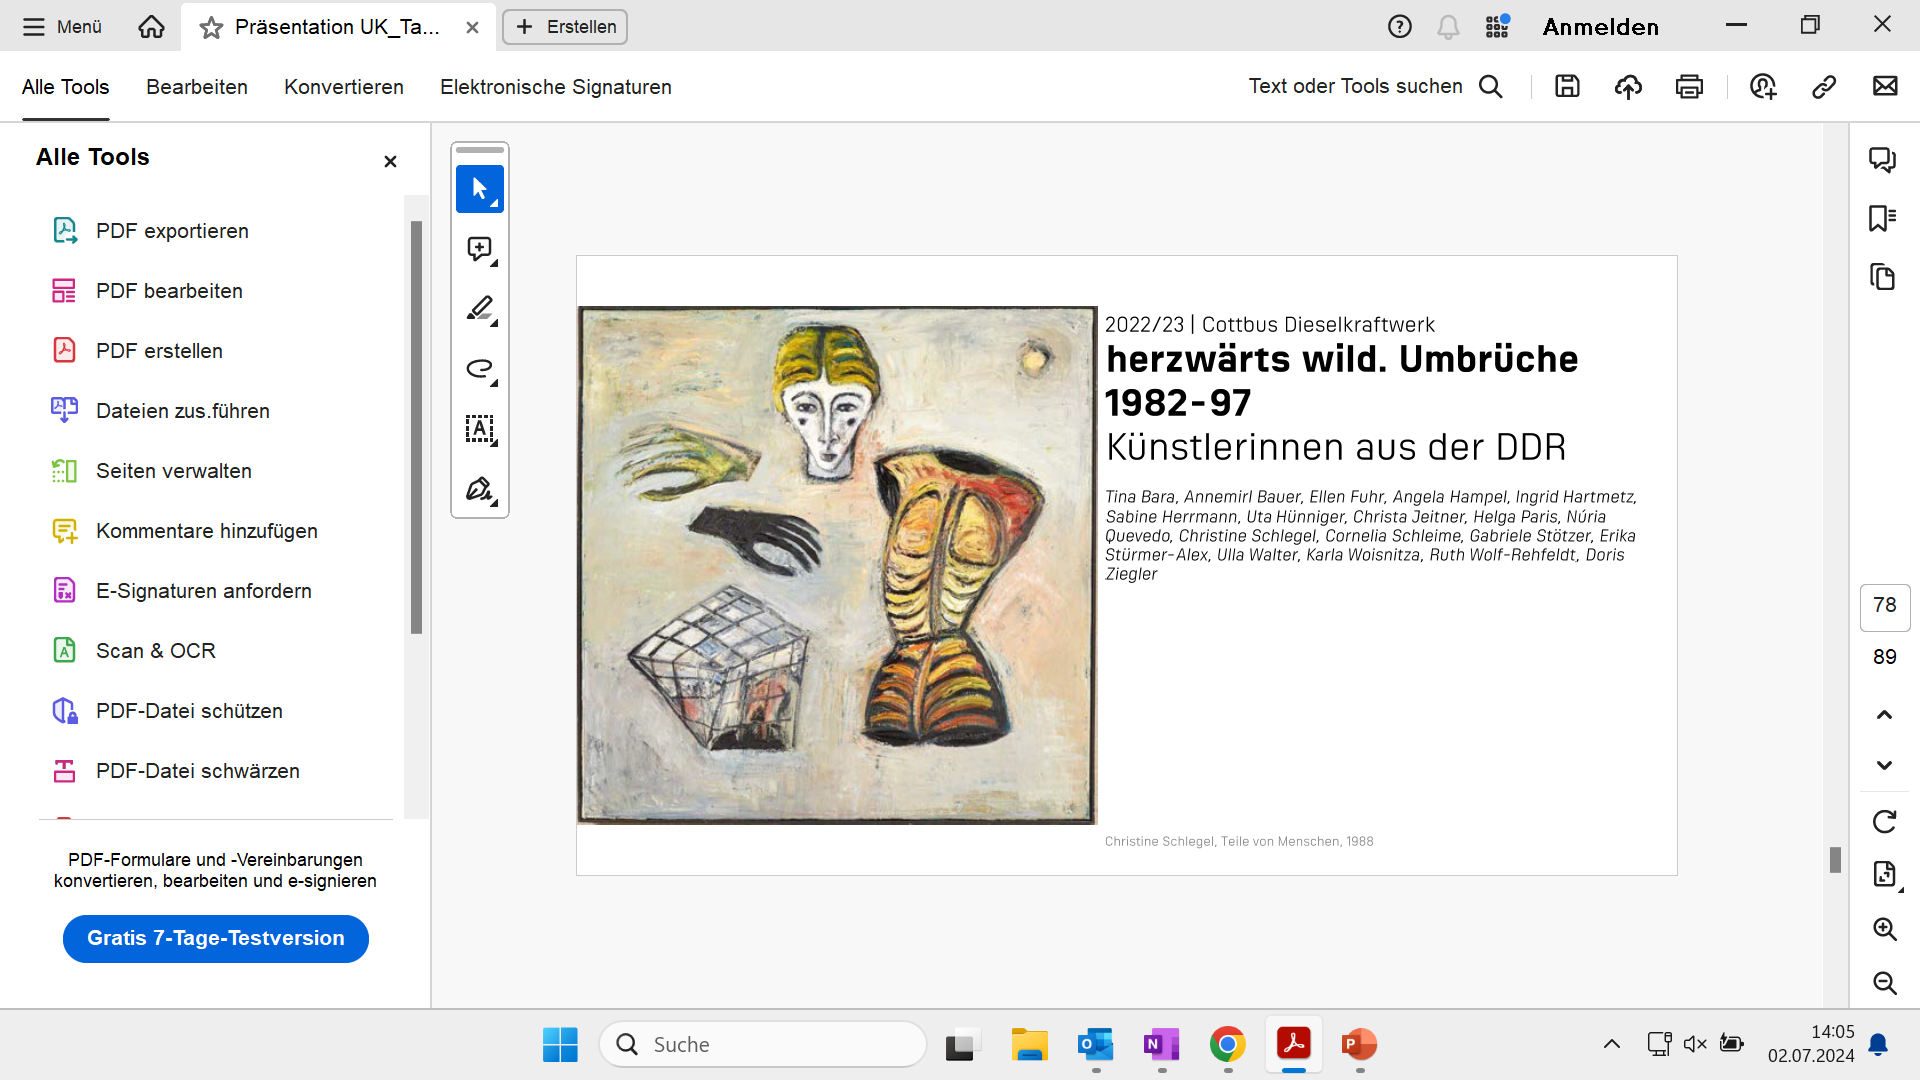 Menü
Präsentation UK_Ta...
Erstellen
Anmelden
Alle Tools
Bearbeiten
Konvertieren
Elektronische Signaturen
Text oder Tools suchen
Alle Tools
PDF exportieren
PDF bearbeiten
PDF erstellen
Dateien zus.führen
Seiten verwalten
Kommentare hinzufügen
E-Signaturen anfordern
Scan & OCR
PDF-Datei schützen
PDF-Datei schwärzen
PDF-Formulare und -Vereinbarungen
konvertieren, bearbeiten und e-signieren
Gratis 7-Tage-Testversion
2022/23 | Cottbus Dieselkraftwerk
herzwärts wild. Umbrüche
1982-97
Künstlerinnen aus der DDR
Tina Bara, Annemirl Bauer, Ellen Fuhr, Angela Hampel, Ingrid Hartmetz,
Sabine Herrmann, Uta Hünniger, Christa Jeitner, Helga Paris, Núria
Quevedo, Christine Schlegel, Cornelia Schleime, Gabriele Stötzer, Erika
Stürmer-Alex, Ulla Walter, Karla Woisnitza, Ruth Wolf-Rehfeldt, Doris
Ziegler
Christine Schlegel, Teile von Menschen, 1988
78
89
Suche
14:05
02.07.2024